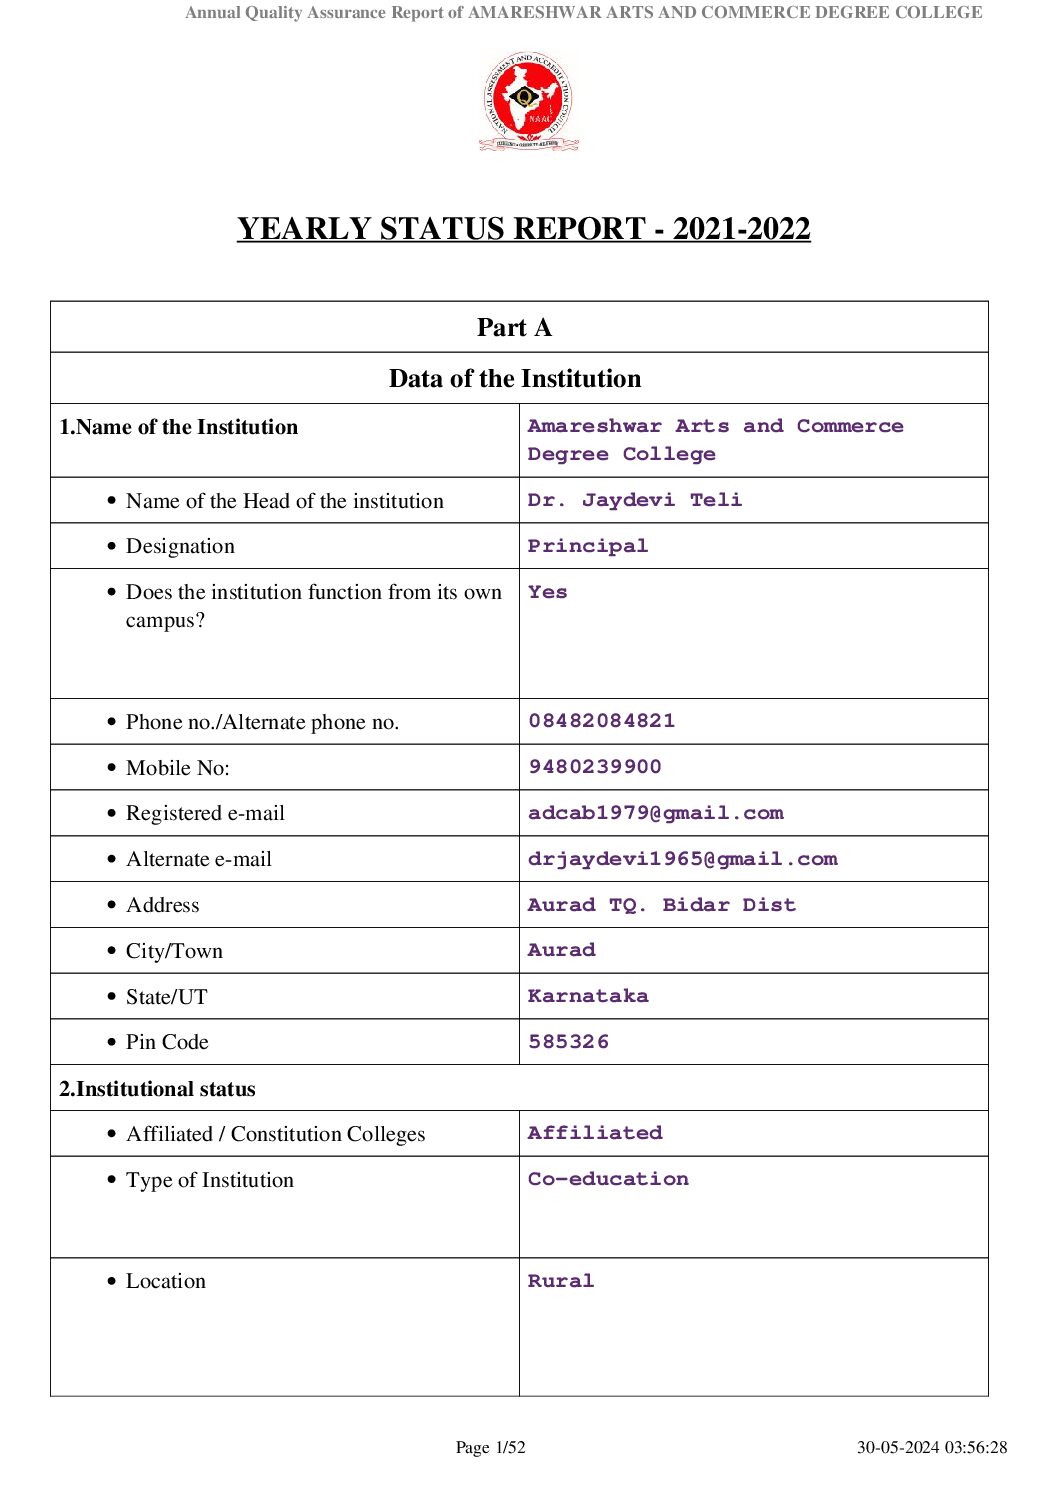 Annual Quality Assurance Report of AMARESHWAR ARTS AND COMMERCE DEGREE COLLEGE
NATIONAL ASSESSMENT AND ACCREDITATION COUNCIL
NAAC
YEARLY STATUS REPORT - 2021-2022
Part A
Data of the Institution
1.Name of the Institution
Amareshwar Arts and Commerce
Degree College
• Name of the Head of the institution
Dr. Jaydevi Teli
• Designation
Principal
• Does the institution function from its own
campus?
Yes
• Phone no./Alternate phone no.
08482084821
• Mobile No:
9480239900
• Registered e-mail
adcab1979@gmail.com
• Alternate e-mail
drjaydevi1965@gmail.com
• Address
Aurad TQ. Bidar Dist
• City/Town
Aurad
• State/UT
Karnataka
• Pin Code
585326
2.Institutional status
• Affiliated / Constitution Colleges
Affiliated
• Type of Institution
Co-education
• Location
Rural
Page 1/52
30-05-2024 03:56:28